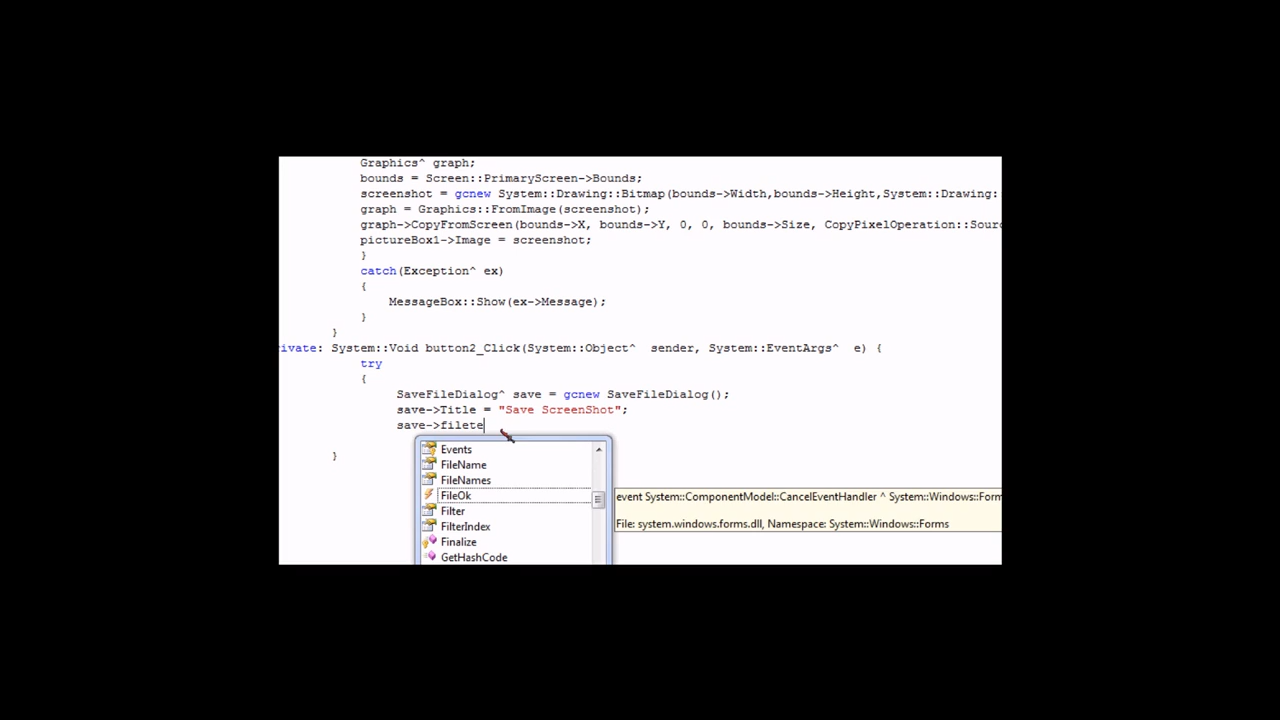 Graphics^ graph;
bounds = Screen::PrimaryScreen->Bounds;
screenshot = gcnew System::Drawing::Bitmap(bounds->Width,bounds->Height,System::Drawing:
graph = Graphics::FromImage(screenshot);
graph->CopyFromScreen(bounds->X, bounds->Y, 0, 0, bounds->Size, CopyPixelOperation::Sourc
pictureBox1->Image = screenshot;
}
catch(Exception^ ex)
{
MessageBox::Show(ex->Message);
}
}
ivate: System::Void button2_Click(System::Object^  sender, System::EventArgs^  e) {
try
{
SaveFileDialog^ save = gcnew SaveFileDialog();
save->Title = "Save ScreenShot";
save->filete
}
Events
FileName
FileNames
FileOk
Filter
FilterIndex
Finalize
GetHashCode
event System::ComponentModel::CancelEventHandler ^ System::Windows::Form
File: system.windows.forms.dll, Namespace: System::Windows::Forms